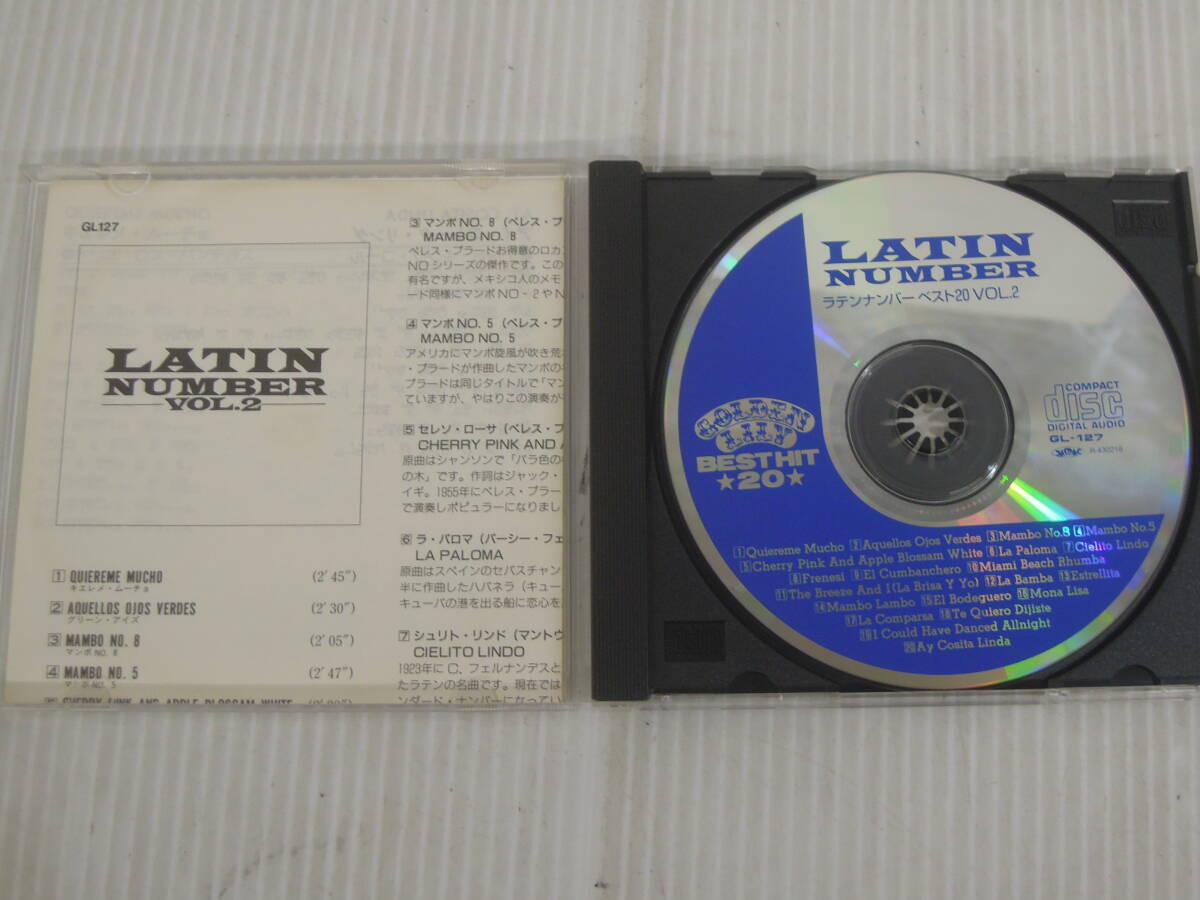 GL127
LATIN
NUMBER
VOL.2
1 QUIEREME MUCHO (2'45")
キエレメ・ムーチョ
2 AQUELLOS OJOS VERDES (2'30")
グリーン・アイズ
3 MAMBO NO. 8 (2'05")
マンボ NO. 8
4 MAMBO NO. 5 (2'47")
マンボ NO. 5
CHERRY PINK AND APPLE BLOSSAM WHITE
3 マンボ NO. 8 (ペレス・プ
MAMBO NO. 8
ペレス・プラードお得意のロカ
NOシリーズの傑作です。この
有名ですが、メキシコ人のメモ
ード同様にマンボNO-2やN
4 マンボ NO. 5 (ペレス・プ
MAMBO NO. 5
アメリカにマンボ旋風が吹き荒
・プラードが作曲したマンボの
プラードは同じタイトルで「マン
ていますが、やはりこの演奏が
5 セレソ・ローサ (ペレス・プ
CHERRY PINK AND A
原曲はシャンソンで「バラ色の
の木」です。作詞はジャック・
イギ。1955年にペレス・プラー
で演奏しポピュラーになりまし
6 ラ・パロマ (パーシー・フェ
LA PALOMA
原曲はスペインのセバスチャン
半に作曲したハバネラ(キュー
キューバの港を出る船に恋心を
7 シュリト・リンド (マントウ
CIELITO LINDO
1923年に C. フェルナンデスと
たラテンの名曲です。現在では
ンダード・ナンバーになってい
LATIN
NUMBER
ラテンナンバー ベスト20 VOL.2
GOLDEN
HIT
BEST HIT
★20★
COMPACT
disc
DIGITAL AUDIO
GL-127
R-430216
1 Quiereme Mucho 2 Aquellos Ojos Verdes 3 Mambo No.8 4 Mambo No.5
5 Cherry Pink And Apple Blossam White 6 La Paloma 7 Cielito Lindo
8 Frenesi 9 El Cumbanchero 10 Miami Beach Rhumba
11 The Breeze And I (La Brisa Y Yo) 12 La Bamba 13 Estrellita
14 Mambo Lambo 15 El Bodeguero 16 Mona Lisa
17 La Comparsa 18 Te Quiero Dijiste
19 I Could Have Danced Allnight
20 Ay Cosita Linda